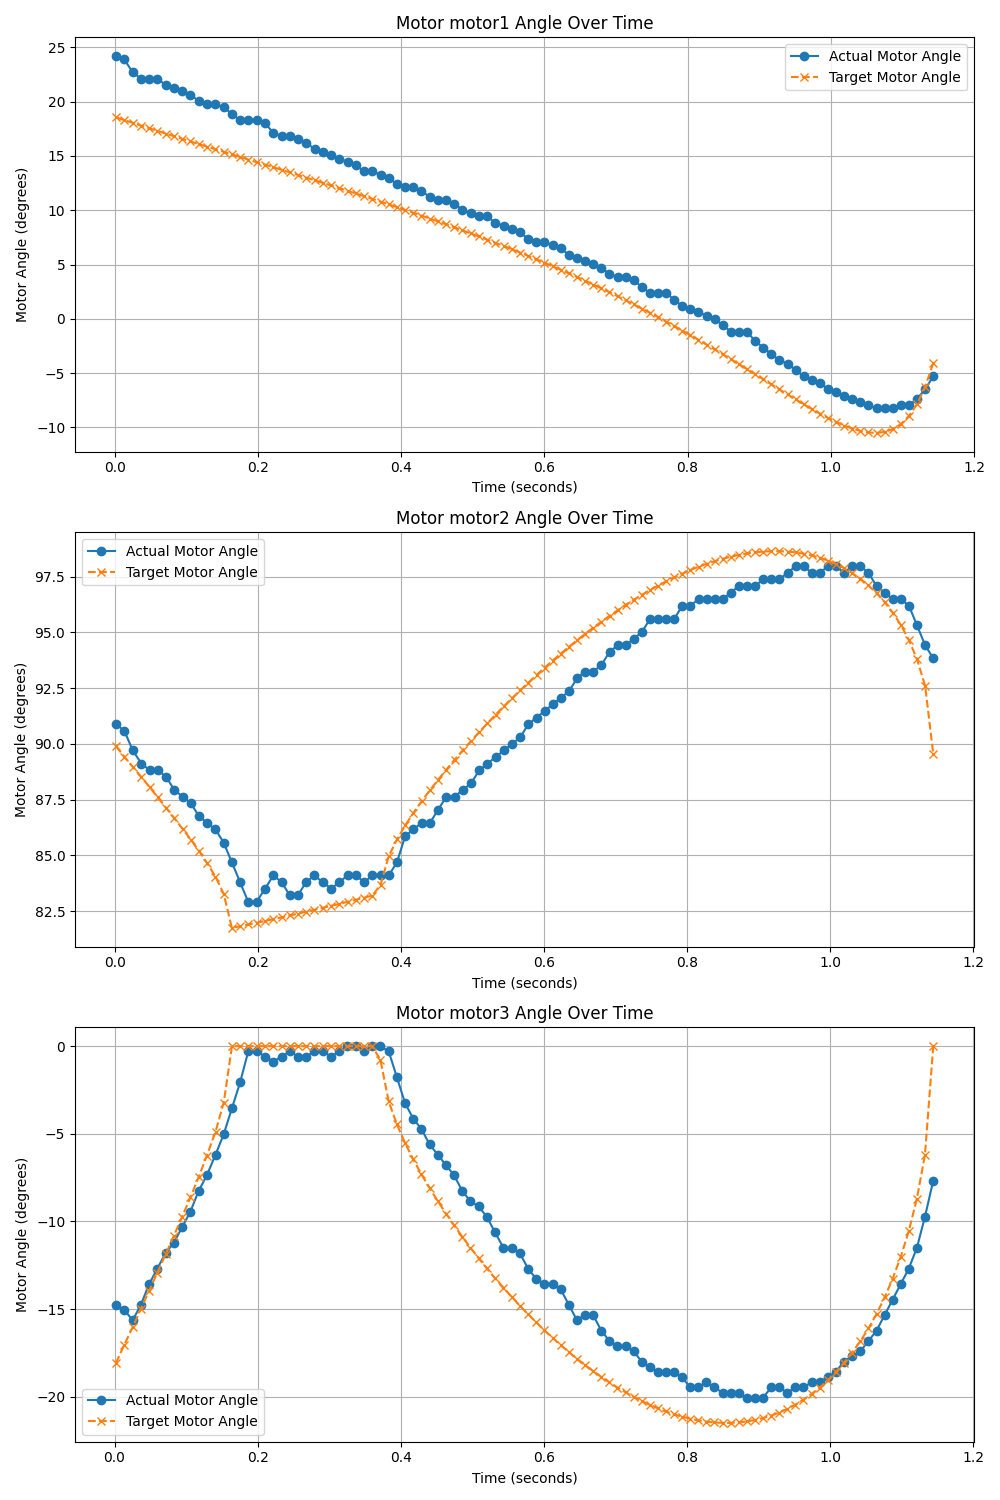 Motor motor1 Angle Over Time
Motor Angle (degrees)
25
20
15
10
5
0
−5
−10
Actual Motor Angle
Target Motor Angle
0.0 0.2 0.4 0.6 0.8 1.0 1.2
Time (seconds)
Motor motor2 Angle Over Time
Motor Angle (degrees)
Actual Motor Angle
Target Motor Angle
97.5
95.0
92.5
90.0
87.5
85.0
82.5
0.0 0.2 0.4 0.6 0.8 1.0 1.2
Time (seconds)
Motor motor3 Angle Over Time
Motor Angle (degrees)
0
−5
−10
−15
−20
Actual Motor Angle
Target Motor Angle
0.0 0.2 0.4 0.6 0.8 1.0 1.2
Time (seconds)